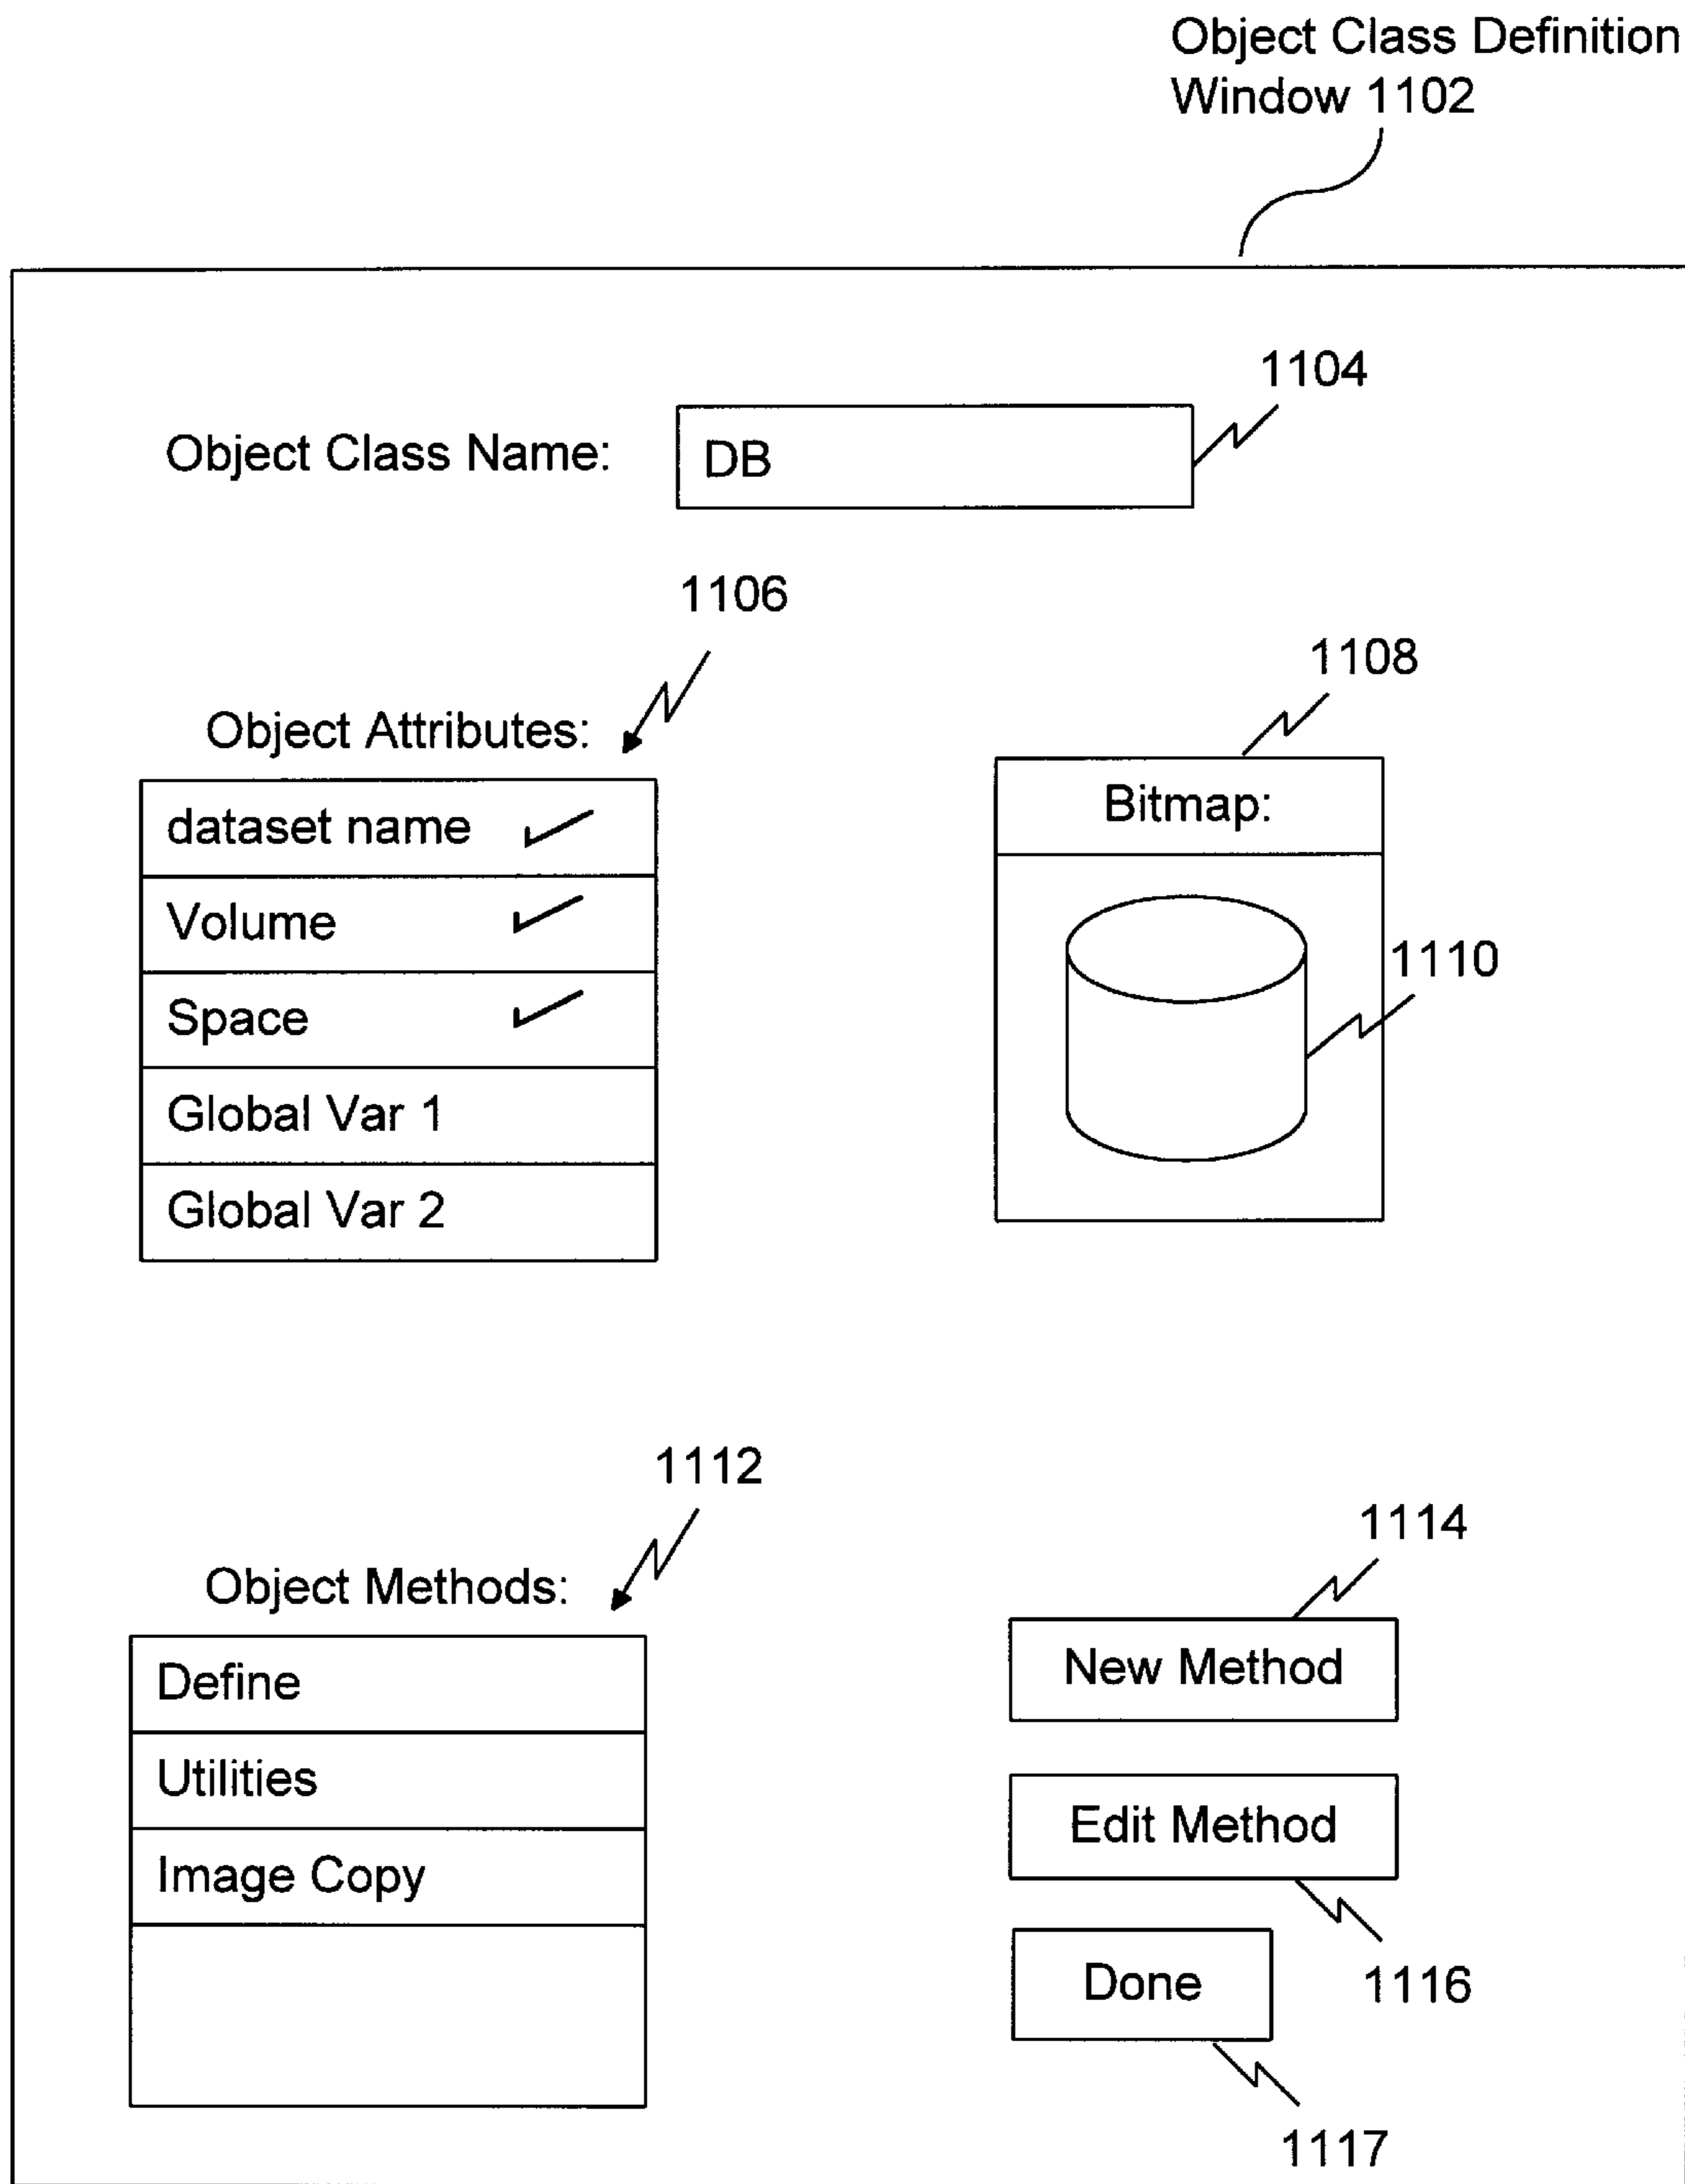 Object Class Definition
Window 1102
1104
Object Class Name:
DB
1106
1108
Object Attributes:
Bitmap:
dataset name
Volume
1110
Space
Global Var 1
Global Var 2
1112
1114
Object Methods:
New Method
Define
Utilities
Edit Method
Image Copy
Done
1116
1117